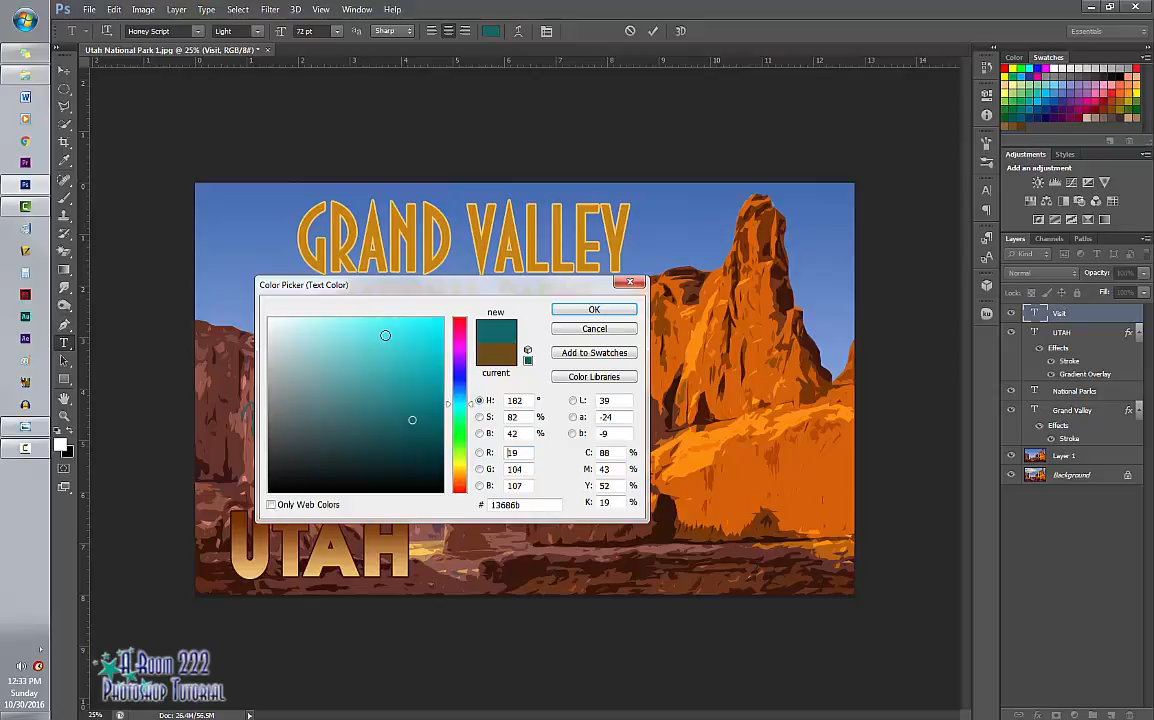 Ps File Edit Image Layer Type Select Filter 3D View Window Help
T Honey Script Light 72 pt Sharp 3D Essentials
Utah National Park 1.jpg @ 25% (Visit, RGB/8#) * ×
Color Swatches
Adjustments Styles
Add an adjustment
Layers Channels Paths
Kind
Normal Opacity: 100%
Lock: Fill: 100%
Visit
UTAH fx
Effects
Stroke
Gradient Overlay
National Parks
Grand Valley fx
Effects
Stroke
Layer 1
Background
GRAND VALLEY
Color Picker (Text Color)
new
current
OK
Cancel
Add to Swatches
Color Libraries
H: 182 ° L: 39
S: 82 % a: -24
B: 42 % b: -9
R: 19 C: 88 %
G: 104 M: 43 %
B: 107 Y: 52 %
# 13686b K: 19 %
Only Web Colors
UTAH
A Room 222
Photoshop Tutorial
12:33 PM
Sunday
10/30/2016
25% Doc: 26.4M/56.5M